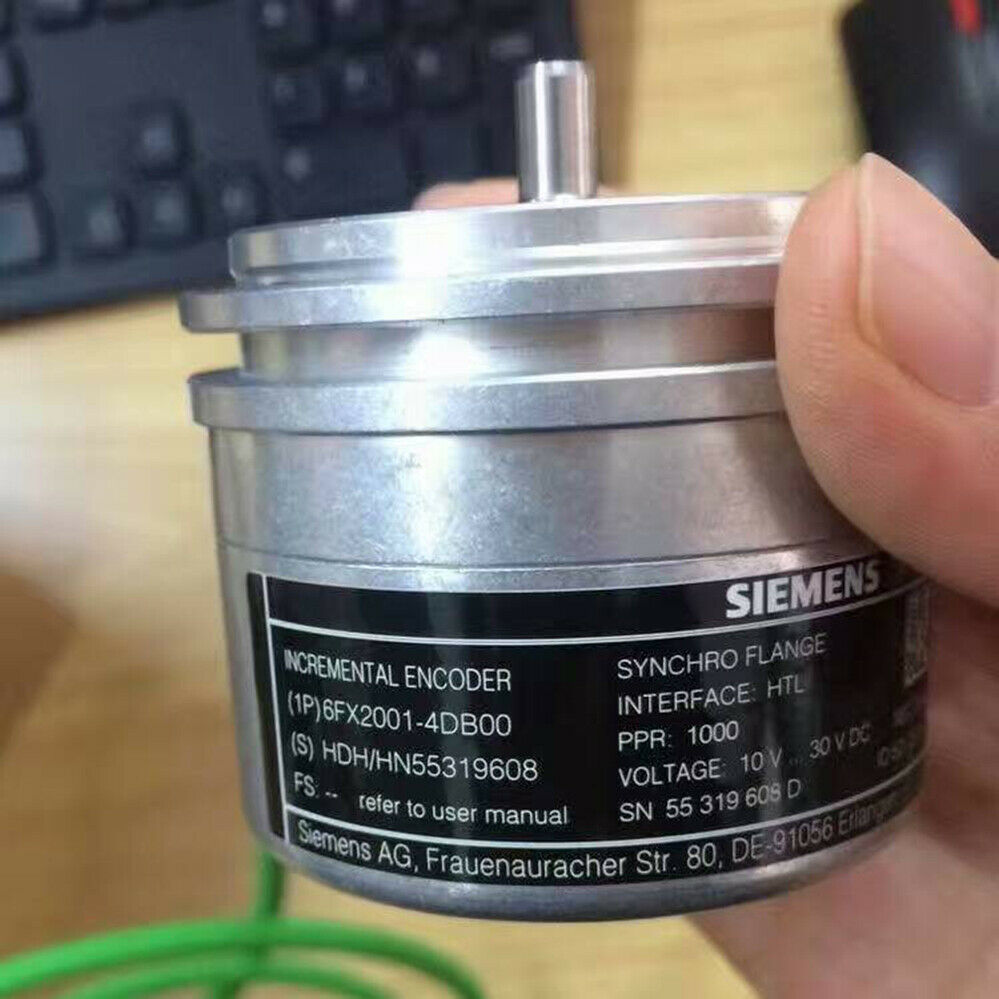 SIEMENS
INCREMENTAL ENCODER
(1P)6FX2001-4DB00
(S) HDH/HN55319608
FS: -- refer to user manual
SYNCHRO FLANGE
INTERFACE: HTL
PPR: 1000
VOLTAGE: 10 V ... 30 V DC
SN 55 319 608 D
Siemens AG, Frauenauracher Str. 80, DE-91056 Erlangen